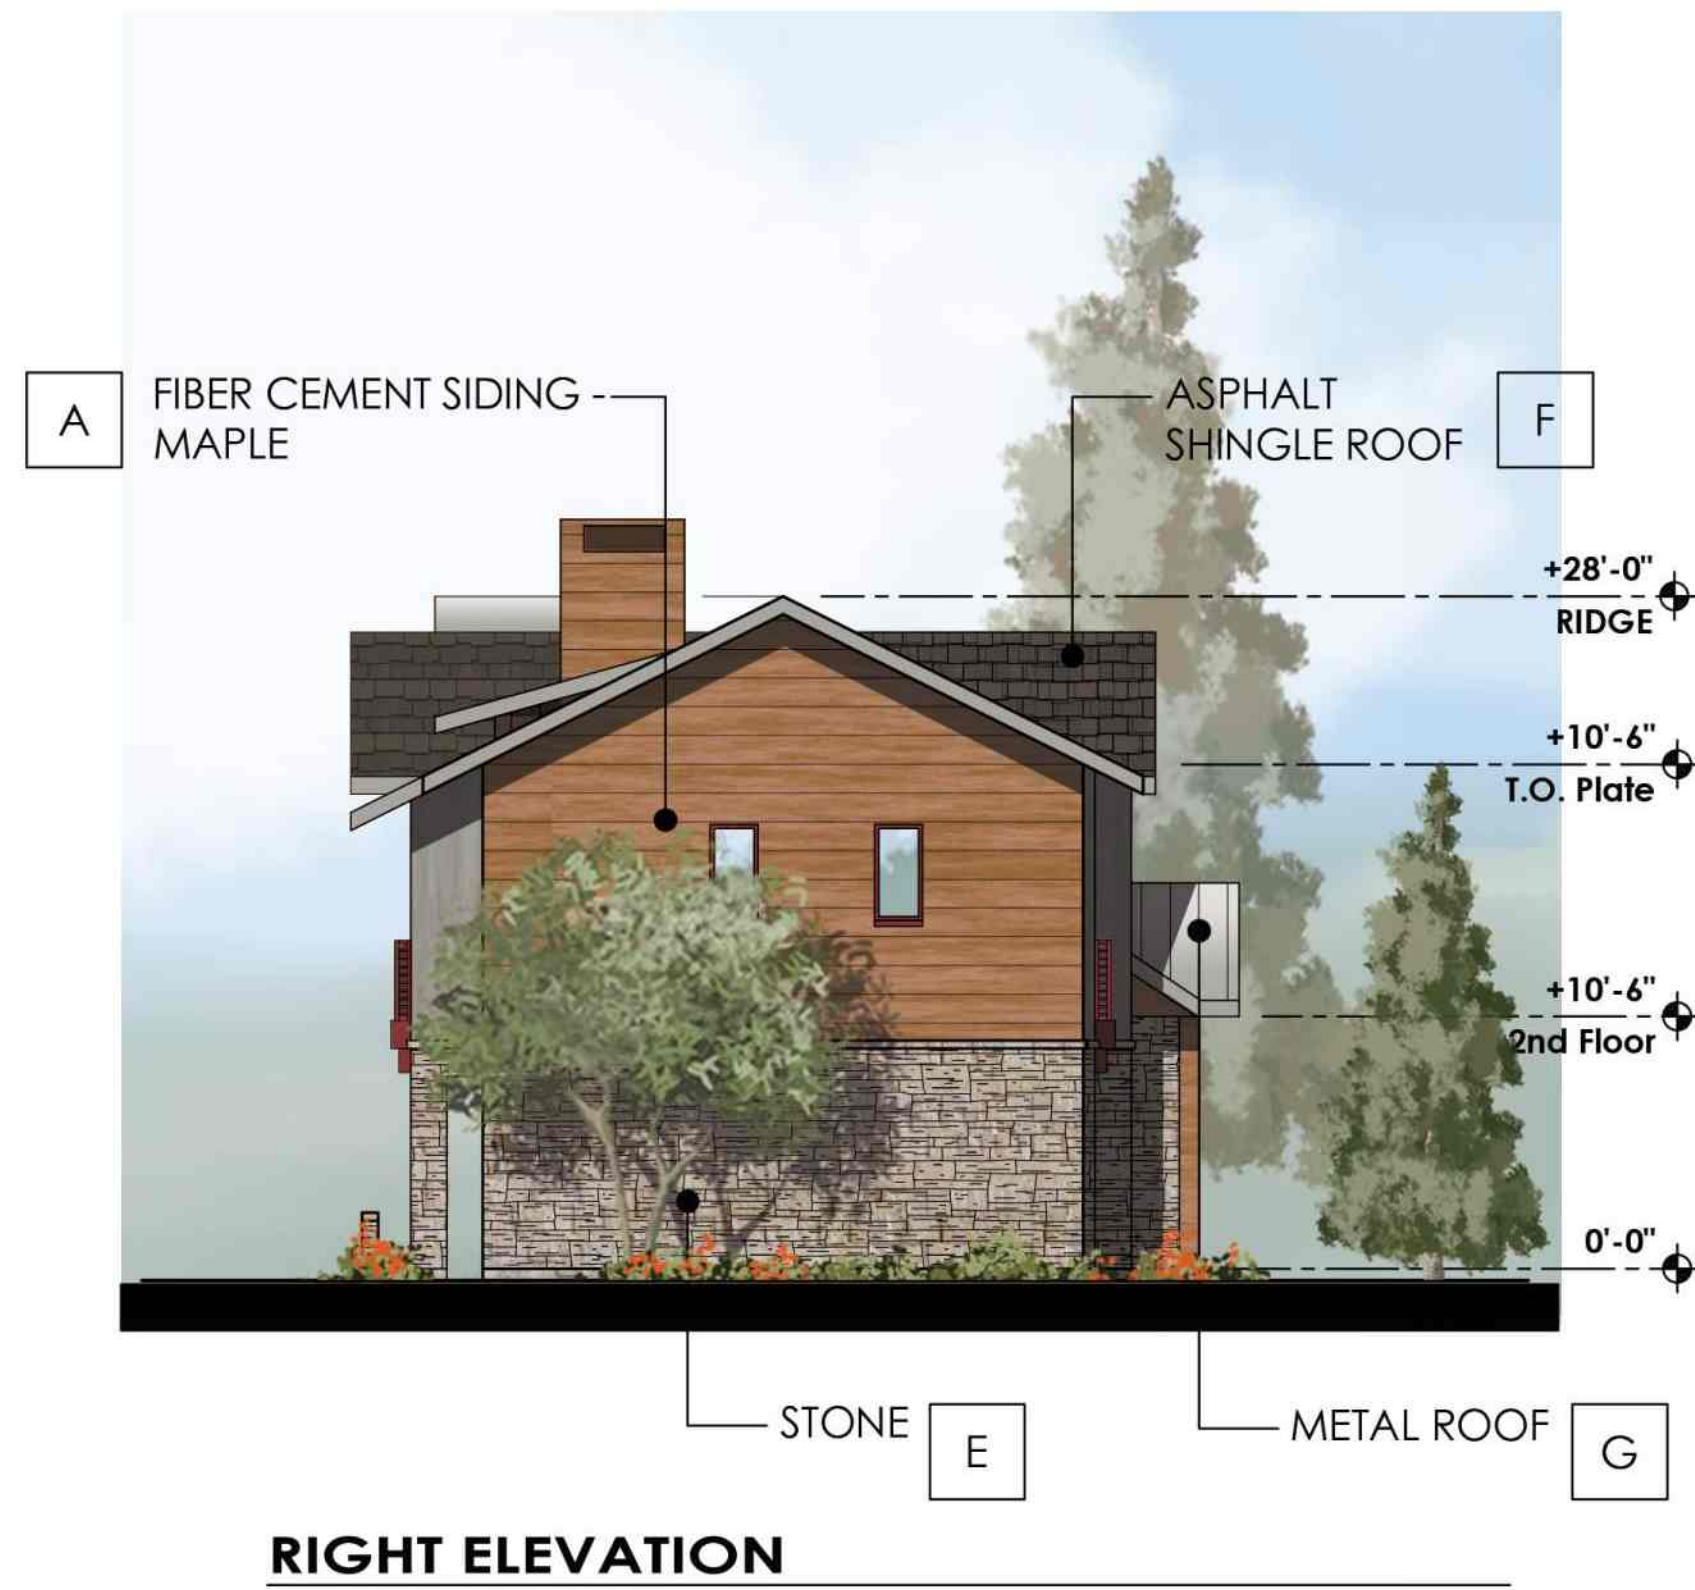 A
FIBER CEMENT SIDING -
MAPLE
ASPHALT
SHINGLE ROOF
F
+28'-0"
RIDGE
+10'-6"
T.O. Plate
+10'-6"
2nd Floor
0'-0"
STONE
E
METAL ROOF
G
RIGHT ELEVATION